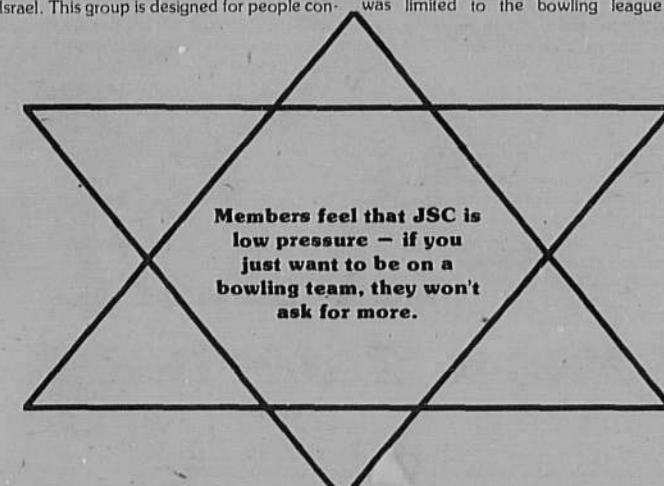 Israel. This group is designed for people con-
was limited to the bowling league
Members feel that JSC is
low pressure — if you
just want to be on a
bowling team, they won't
ask for more.